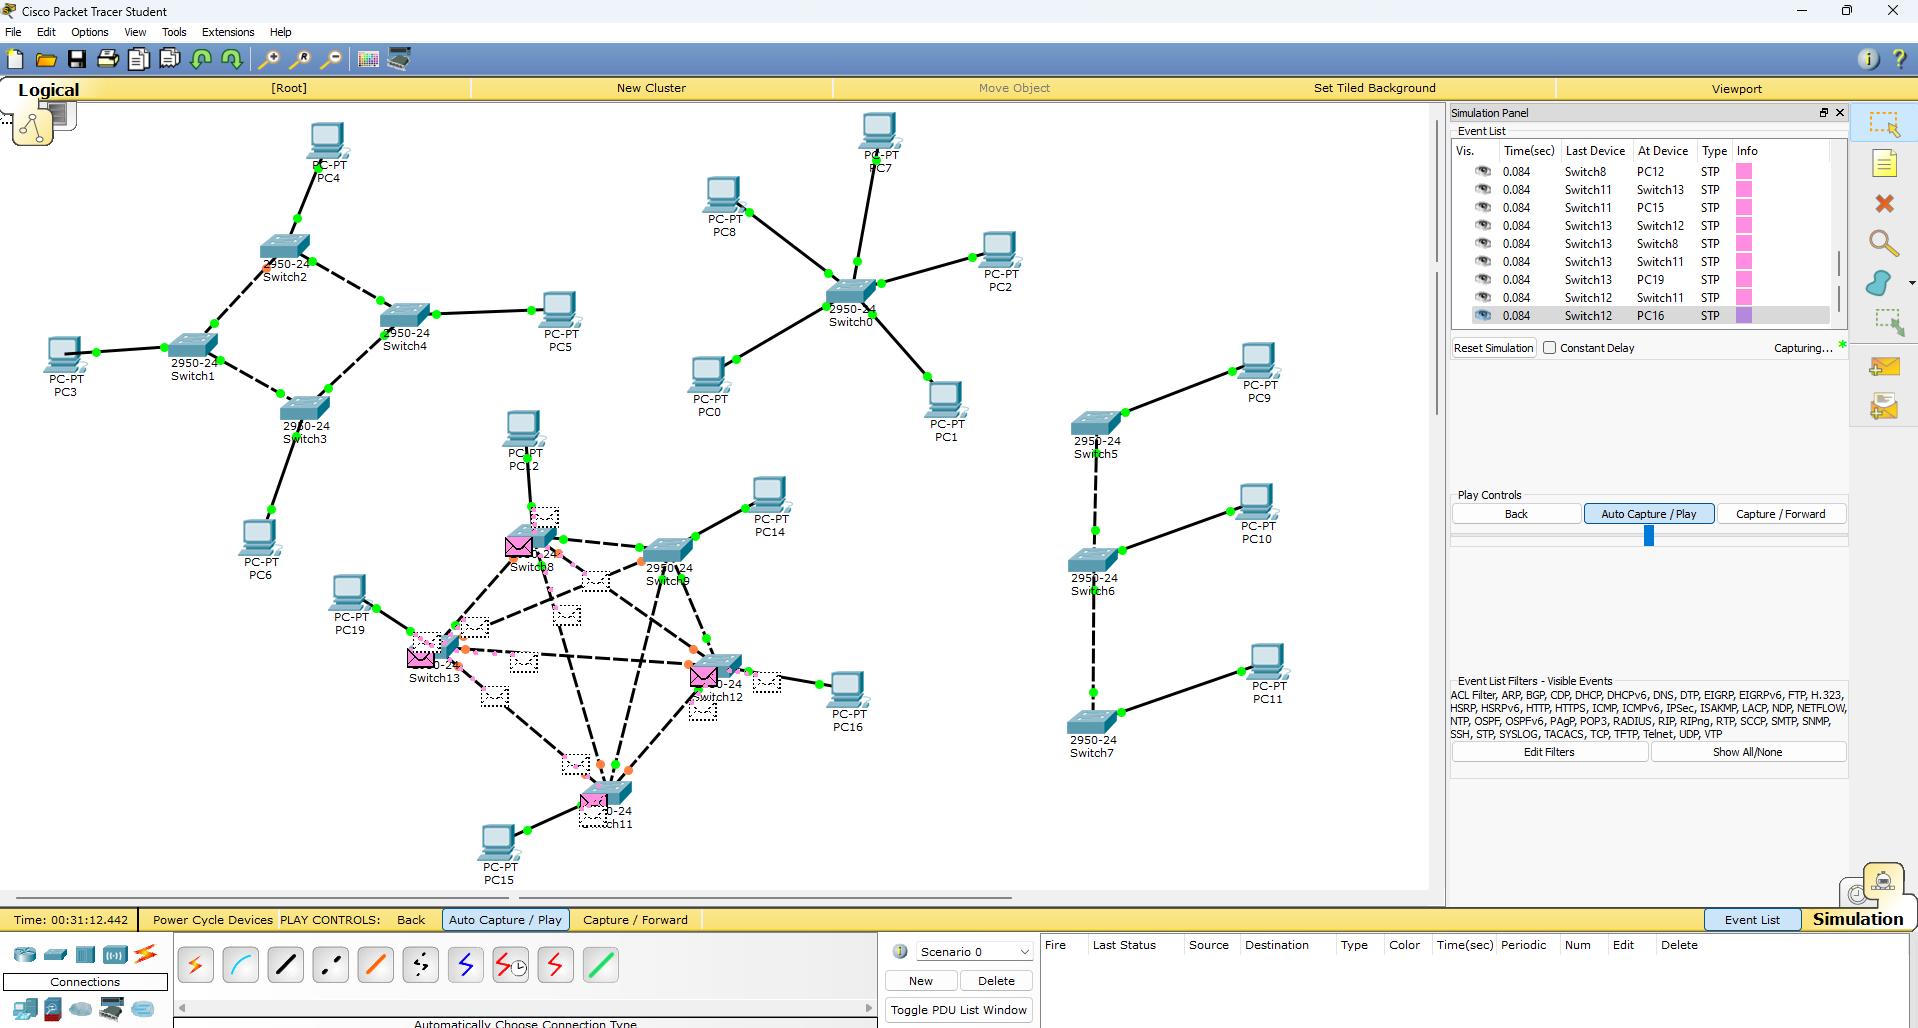 Cisco Packet Tracer Student
File Edit Options View Tools Extensions Help
Logical [Root] New Cluster Move Object Set Tiled Background Viewport
PC-PT
PC4
2950-24
Switch2
2950-24
Switch4
PC-PT
PC5
2950-24
Switch1
PC-PT
PC3
2950-24
Switch3
PC-PT
PC6
PC-PT
PC7
PC-PT
PC8
PC-PT
PC2
2950-24
Switch0
PC-PT
PC0
PC-PT
PC1
PC-PT
PC9
2950-24
Switch5
PC-PT
PC10
2950-24
Switch6
PC-PT
PC11
2950-24
Switch7
PC-PT
PC12
PC-PT
PC14
Switch8
2950-24
Switch9
PC-PT
PC19
Switch13
Switch12
PC-PT
PC16
PC-PT
PC15
Simulation Panel
Event List
Vis. Time(sec) Last Device At Device Type Info
0.084 Switch8 PC12 STP
0.084 Switch11 Switch13 STP
0.084 Switch11 PC15 STP
0.084 Switch13 Switch12 STP
0.084 Switch13 Switch8 STP
0.084 Switch13 Switch11 STP
0.084 Switch13 PC19 STP
0.084 Switch12 Switch11 STP
0.084 Switch12 PC16 STP
Reset Simulation Constant Delay Capturing... *
Play Controls
Back Auto Capture / Play Capture / Forward
Event List Filters - Visible Events
ACL Filter, ARP, BGP, CDP, DHCP, DHCPv6, DNS, DTP, EIGRP, EIGRPv6, FTP, H.323,
HSRP, HSRPv6, HTTP, HTTPS, ICMP, ICMPv6, IPSec, ISAKMP, LACP, NDP, NETFLOW,
NTP, OSPF, OSPFv6, PAgP, POP3, RADIUS, RIP, RIPng, RTP, SCCP, SMTP, SNMP,
SSH, STP, SYSLOG, TACACS, TCP, TFTP, Telnet, UDP, VTP
Edit Filters Show All/None
Time: 00:31:12.442 Power Cycle Devices PLAY CONTROLS: Back Auto Capture / Play Capture / Forward Event List Simulation
Connections
Automatically Choose Connection Type
Scenario 0
New Delete
Toggle PDU List Window
Fire Last Status Source Destination Type Color Time(sec) Periodic Num Edit Delete